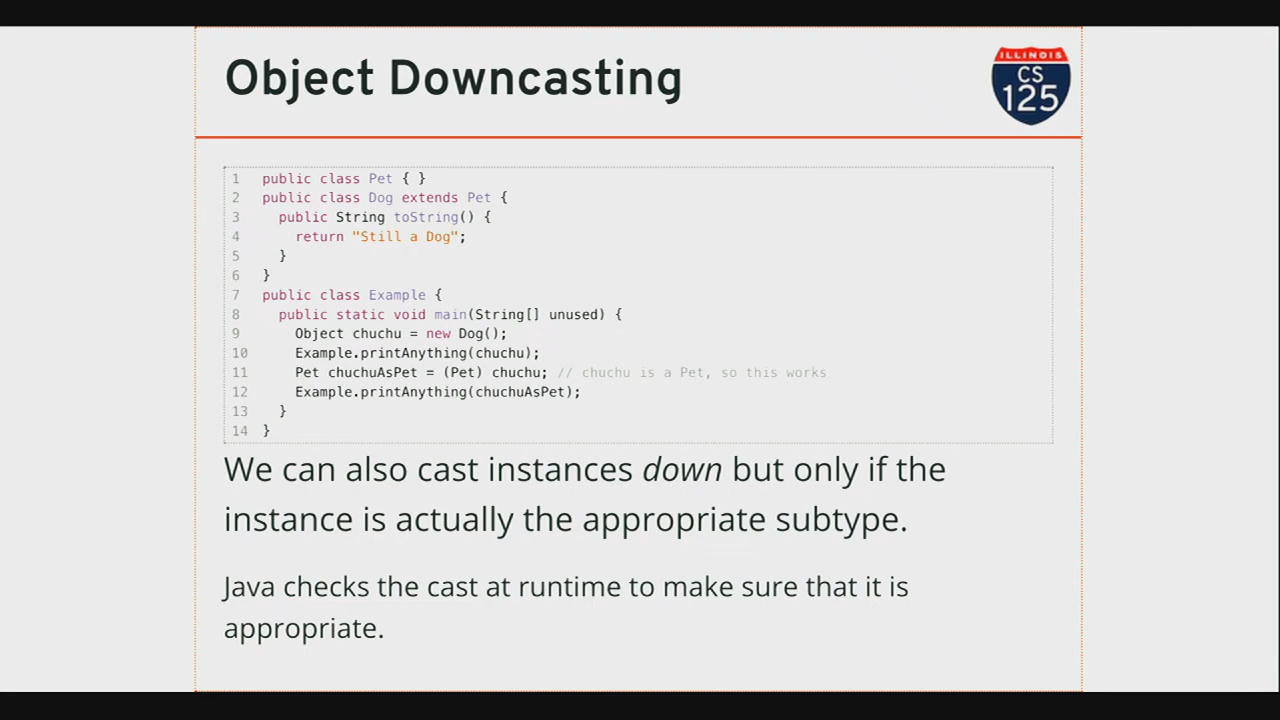 Object Downcasting
ILLINOIS
CS
125
1 public class Pet { }
2 public class Dog extends Pet {
3   public String toString() {
4     return "Still a Dog";
5   }
6 }
7 public class Example {
8   public static void main(String[] unused) {
9     Object chuchu = new Dog();
10     Example.printAnything(chuchu);
11     Pet chuchuAsPet = (Pet) chuchu; // chuchu is a Pet, so this works
12     Example.printAnything(chuchuAsPet);
13   }
14 }
We can also cast instances down but only if the
instance is actually the appropriate subtype.
Java checks the cast at runtime to make sure that it is
appropriate.